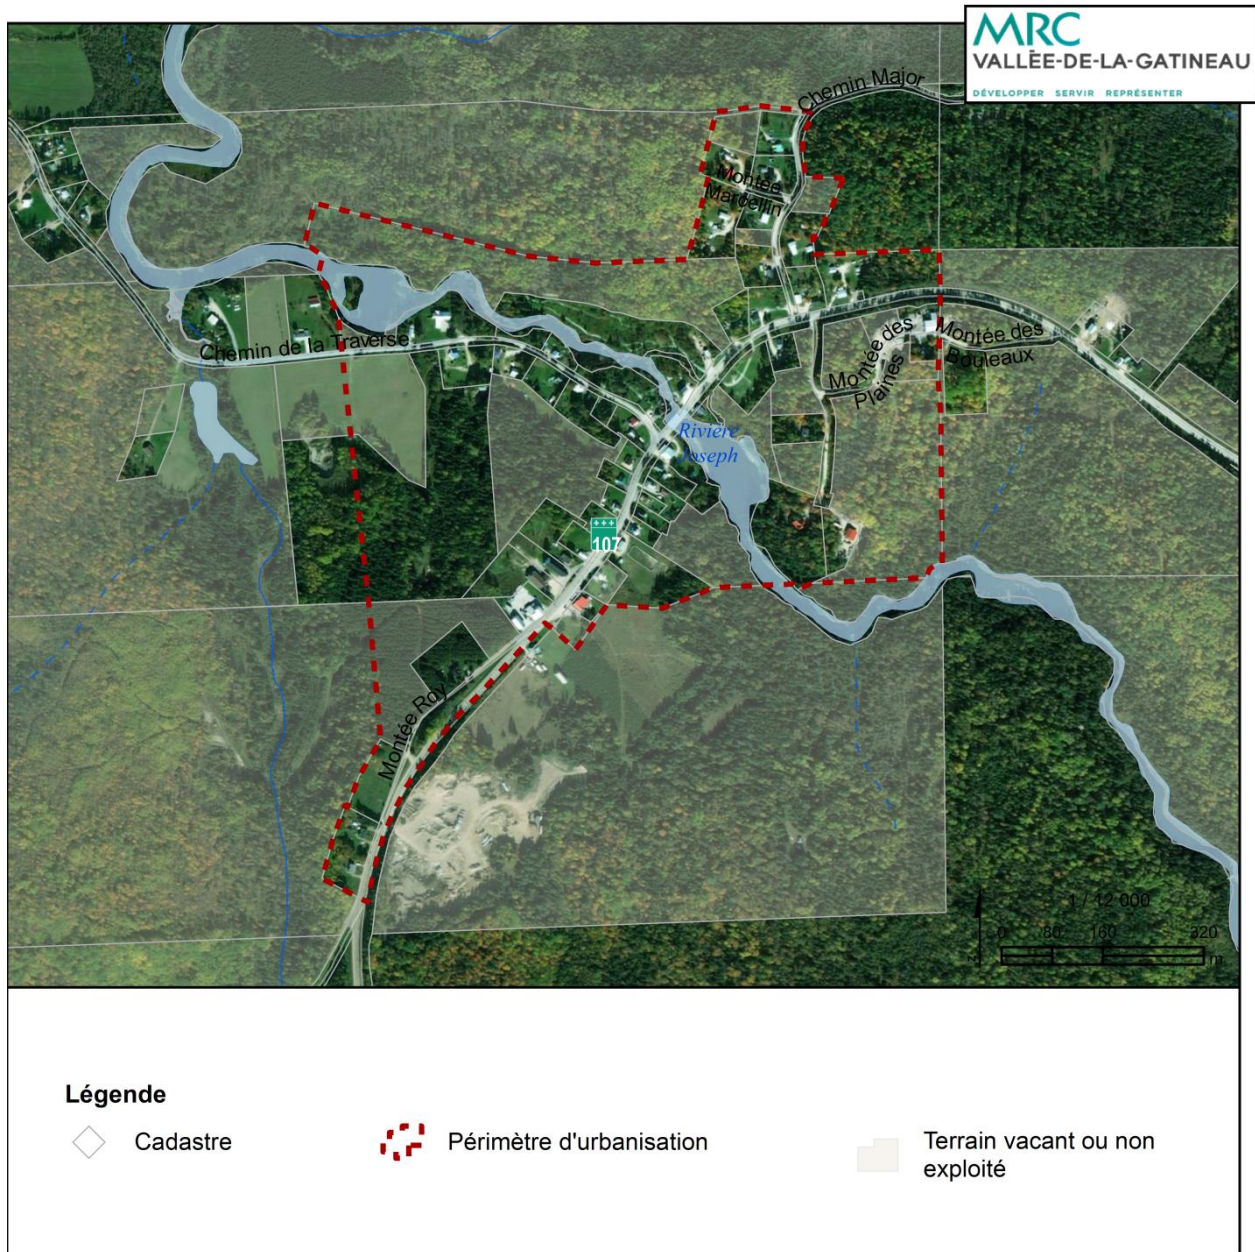 MRC
VALLÉE-DE-LA-GATINEAU
DÉVELOPPER SERVIR REPRÉSENTER
Chemin Major
Montée
Marcellin
Chemin de la Traverse
Montée des
Plaines
Montée des
Bouleaux
Rivière
Joseph
107
Montée Roy
1 / 12 000
0 80 160 320
m
Z
Légende
Cadastre
Périmètre d'urbanisation
Terrain vacant ou non
exploité